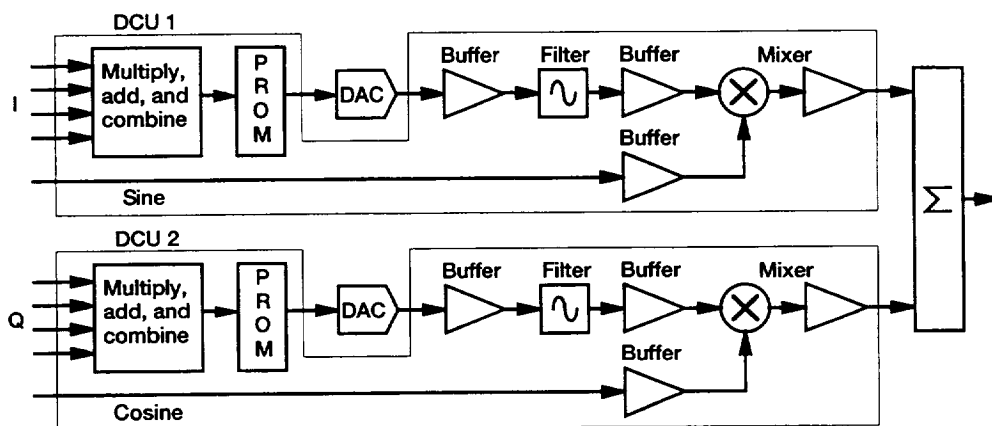 DCU 1
I
Multiply,
add, and
combine
P
R
O
M
DAC
Buffer
Filter
Buffer
Mixer
Buffer
Sine
Σ
DCU 2
Q
Multiply,
add, and
combine
P
R
O
M
DAC
Buffer
Filter
Buffer
Mixer
Buffer
Cosine